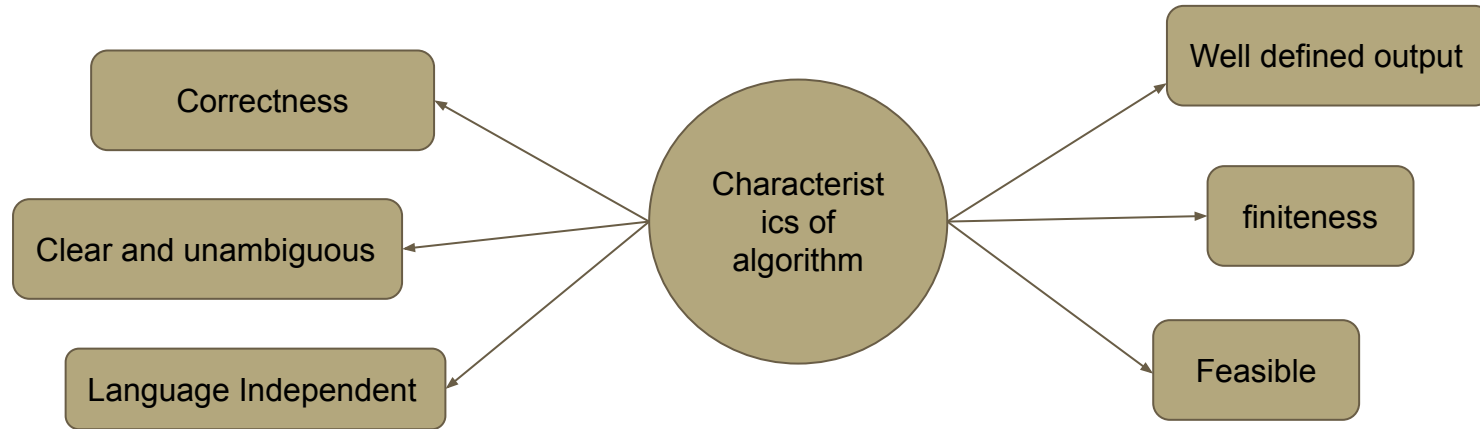 Correctness
Clear and unambiguous
Language Independent
Characterist
ics of
algorithm
Well defined output
finiteness
Feasible